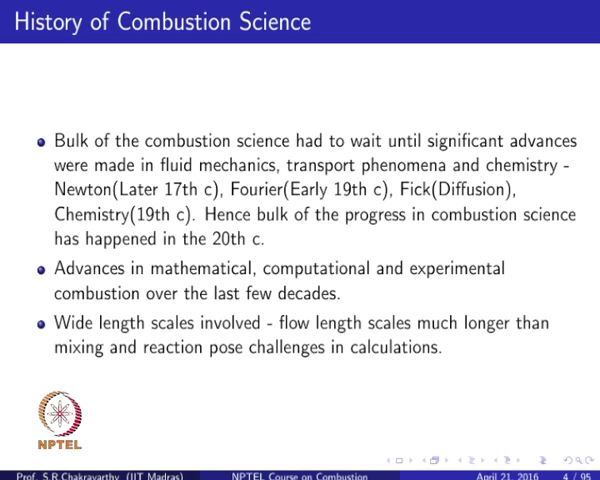 History of Combustion Science
Bulk of the combustion science had to wait until significant advances
were made in fluid mechanics, transport phenomena and chemistry -
Newton(Later 17th c), Fourier(Early 19th c), Fick(Diffusion),
Chemistry(19th c). Hence bulk of the progress in combustion science
has happened in the 20th c.
Advances in mathematical, computational and experimental
combustion over the last few decades.
Wide length scales involved - flow length scales much longer than
mixing and reaction pose challenges in calculations.
NPTEL
Prof. S.R.Chakravarthy (IIT Madras) NPTEL Course on Combustion April 21, 2016 4 / 95